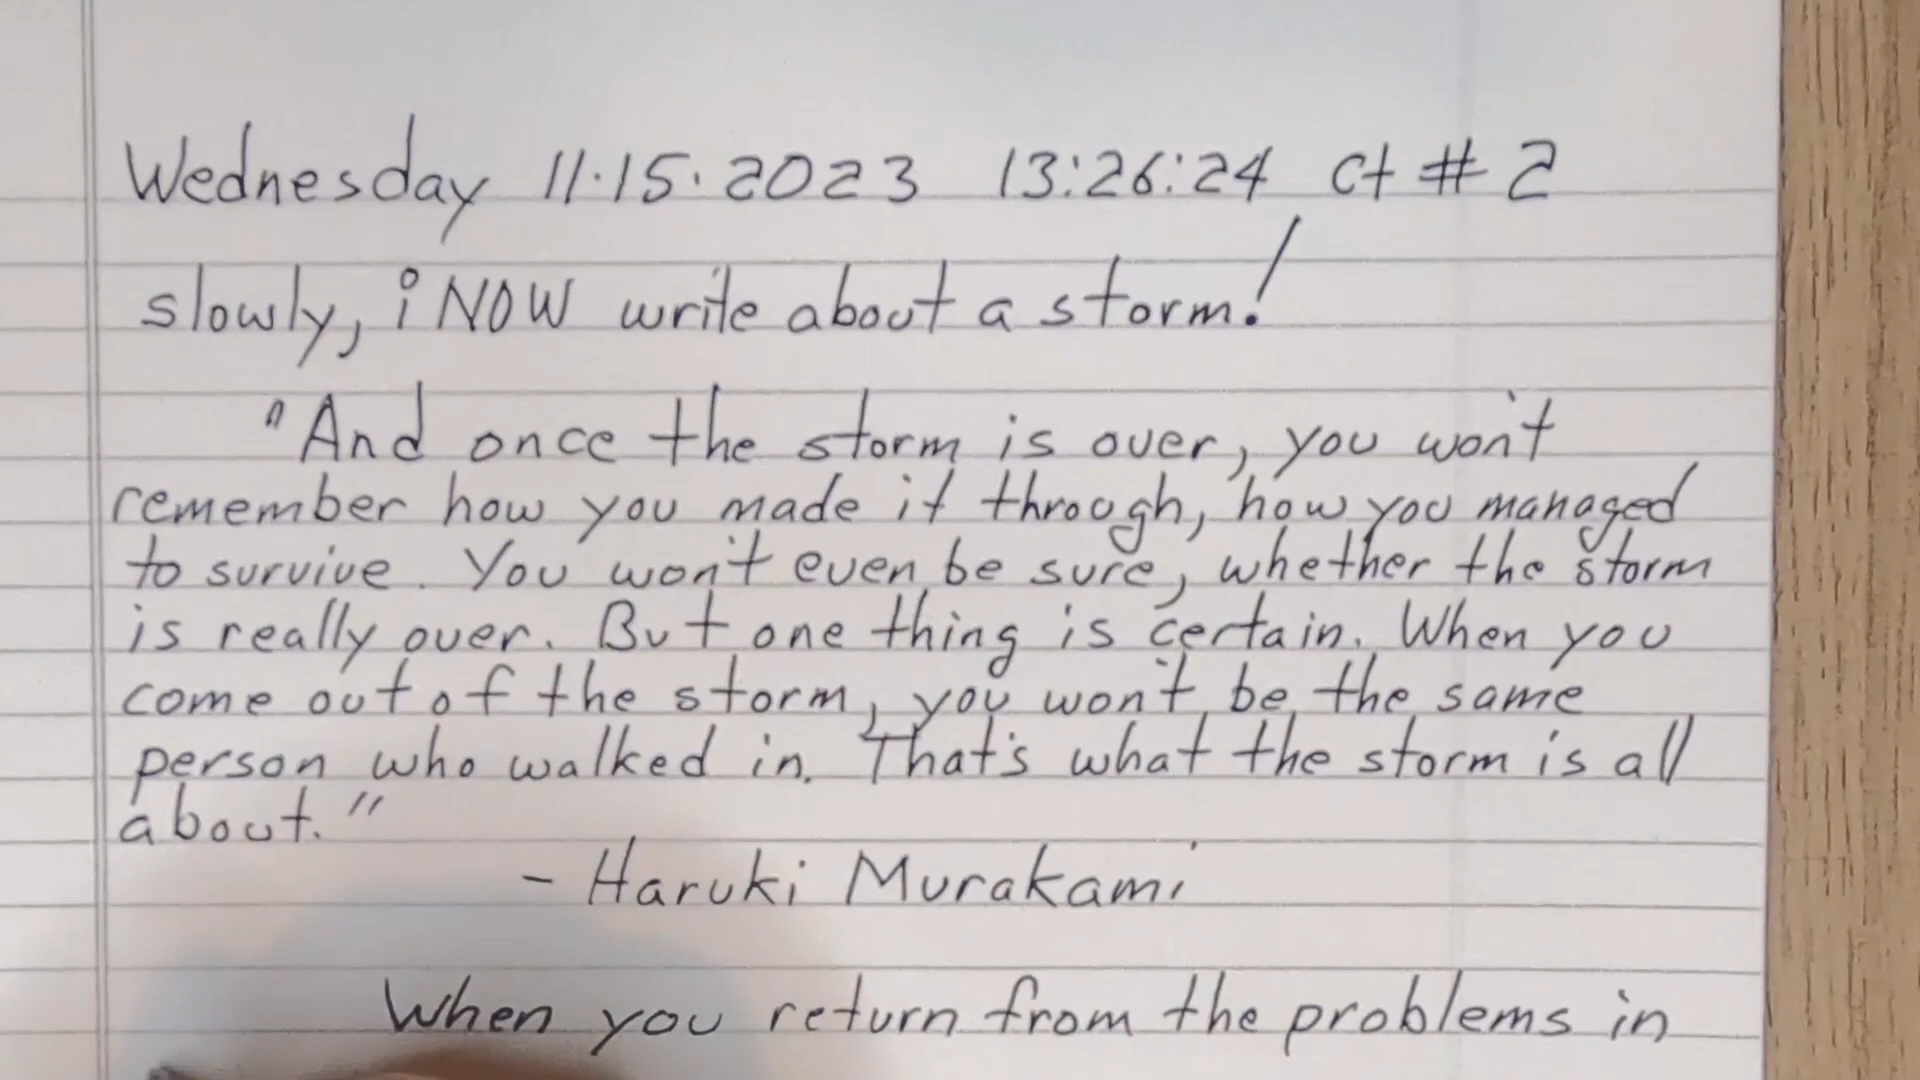 Wednesday 11.15.2023 13:26:24 Ct # 2
slowly, i NOW write about a storm!
"And once the storm is over, you won't
remember how you made it through, how you managed
to survive. You won't even be sure, whether the storm
is really over. But one thing is certain. When you
come out of the storm, you won't be the same
person who walked in. That's what the storm is all
about."
- Haruki Murakami
When you return from the problems in